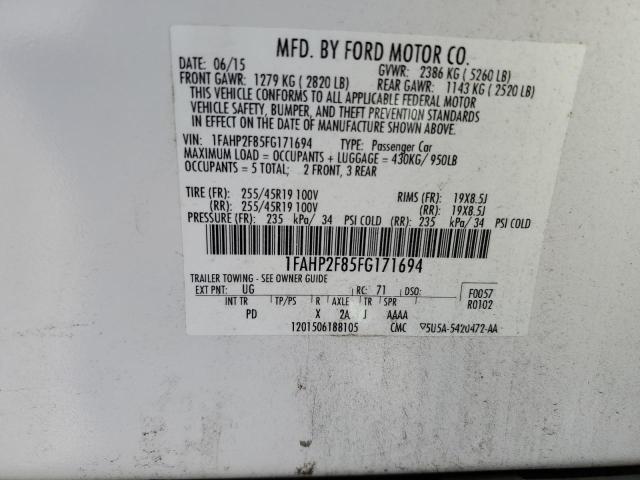 MFD. BY FORD MOTOR CO.
DATE: 06/15 GVWR: 2386 KG ( 5260 LB)
FRONT GAWR: 1279 KG ( 2820 LB) REAR GAWR: 1143 KG ( 2520 LB)
THIS VEHICLE CONFORMS TO ALL APPLICABLE FEDERAL MOTOR
VEHICLE SAFETY, BUMPER, AND THEFT PREVENTION STANDARDS
IN EFFECT ON THE DATE OF MANUFACTURE SHOWN ABOVE.
VIN: 1FAHP2F85FG171694 TYPE: Passenger Car
MAXIMUM LOAD = OCCUPANTS + LUGGAGE = 430KG/ 950LB
OCCUPANTS = 5 TOTAL; 2 FRONT, 3 REAR
TIRE (FR): 255/45R19 100V RIMS (FR): 19X8.5J
(RR): 255/45R19 100V (RR): 19X8.5J
PRESSURE (FR): 235 kPa/ 34 PSI COLD (RR): 235 kPa/ 34 PSI COLD
1FAHP2F85FG171694
TRAILER TOWING - SEE OWNER GUIDE
EXT PNT: UG RC: 71 DSO: F0057
INT TR TP/PS R AXLE TR SPR R0102
PD X 2A J AAAA
1201506188105 CMC 5U5A-5420472-AA